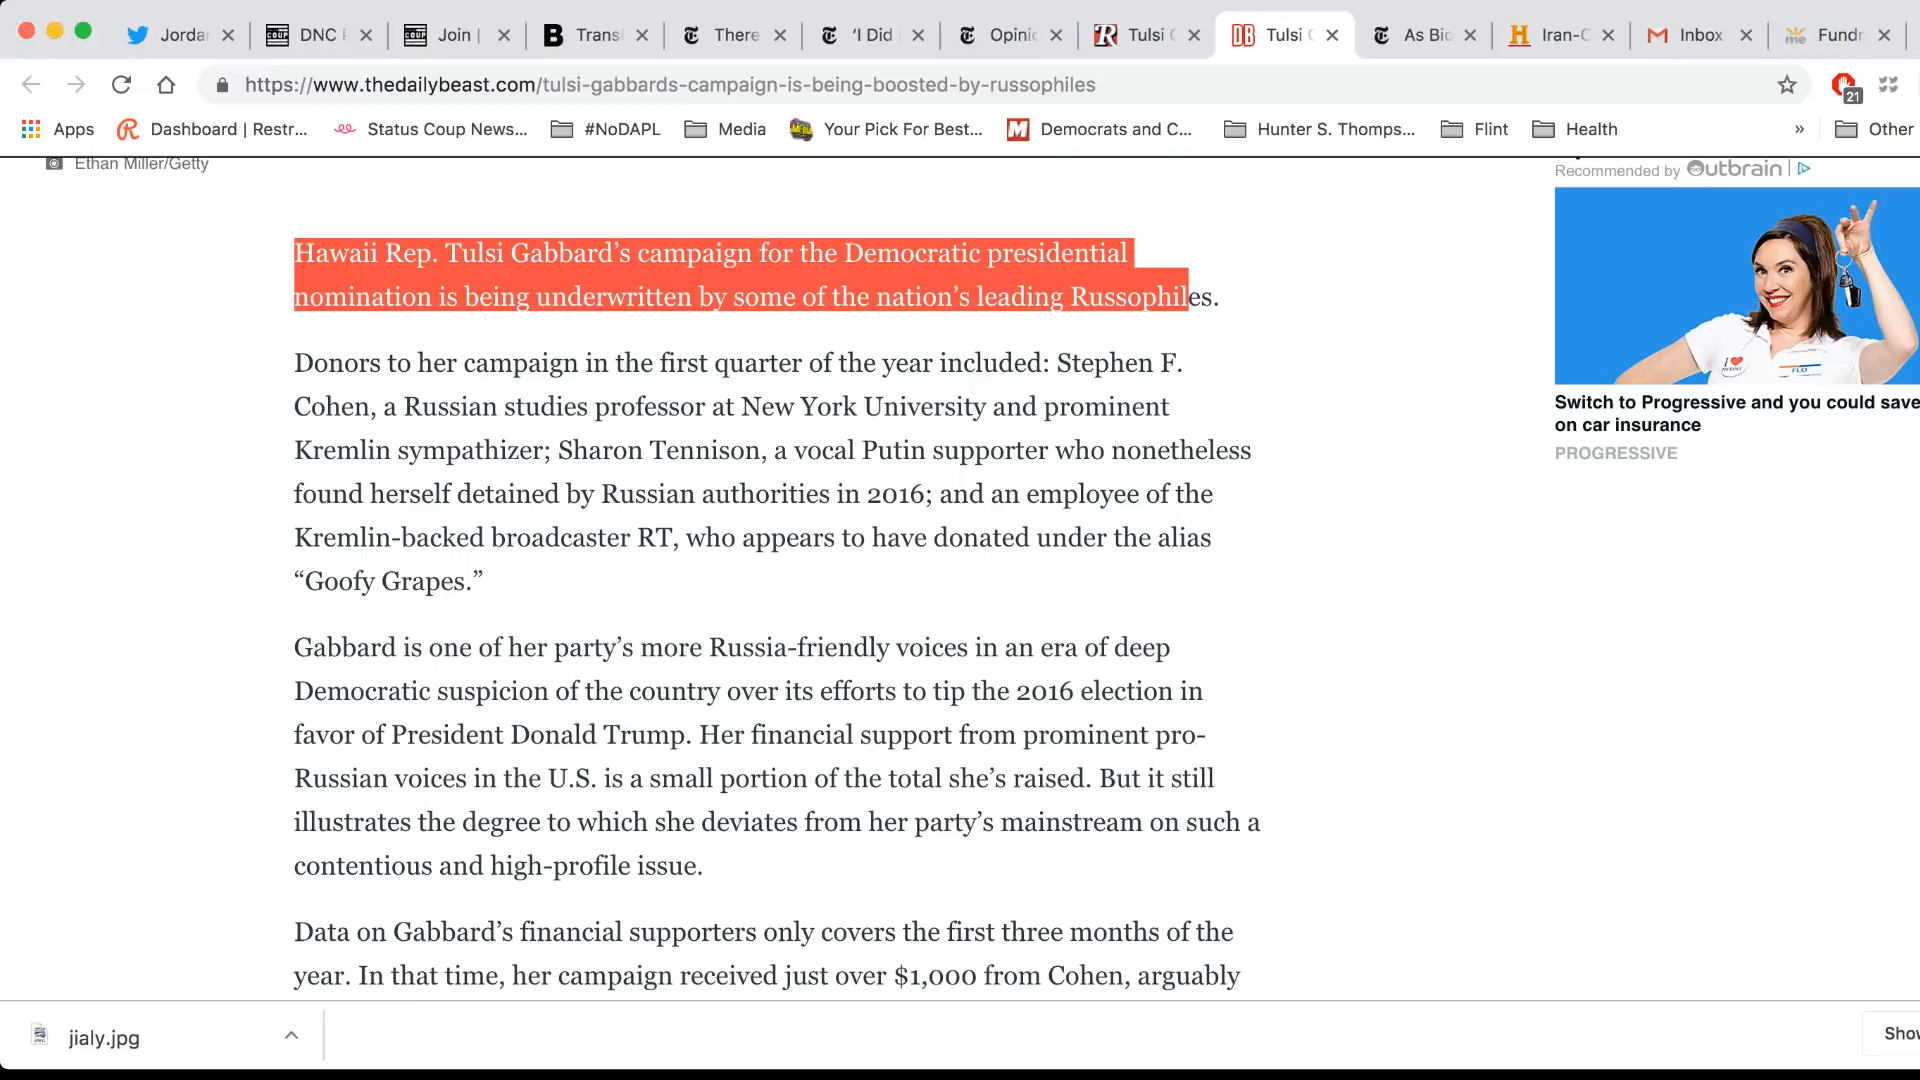 Jorda
DNC
Join |
Trans
There
'I Did
Opinic
Tulsi
Tulsi
As Bi
Iran-C
Inbox
Fund
https://www.thedailybeast.com/tulsi-gabbards-campaign-is-being-boosted-by-russophiles
21
Apps
Dashboard | Restr...
Status Coup News...
#NoDAPL
Media
Your Pick For Best...
Democrats and C...
Hunter S. Thomps...
Flint
Health
»
Other
Ethan Miller/Getty
Recommended by Outbrain |
Hawaii Rep. Tulsi Gabbard’s campaign for the Democratic presidential
nomination is being underwritten by some of the nation’s leading Russophiles.
Donors to her campaign in the first quarter of the year included: Stephen F.
Cohen, a Russian studies professor at New York University and prominent
Kremlin sympathizer; Sharon Tennison, a vocal Putin supporter who nonetheless
found herself detained by Russian authorities in 2016; and an employee of the
Kremlin-backed broadcaster RT, who appears to have donated under the alias
“Goofy Grapes.”
Gabbard is one of her party’s more Russia-friendly voices in an era of deep
Democratic suspicion of the country over its efforts to tip the 2016 election in
favor of President Donald Trump. Her financial support from prominent pro-
Russian voices in the U.S. is a small portion of the total she’s raised. But it still
illustrates the degree to which she deviates from her party’s mainstream on such a
contentious and high-profile issue.
Data on Gabbard’s financial supporters only covers the first three months of the
year. In that time, her campaign received just over $1,000 from Cohen, arguably
FLO
Switch to Progressive and you could save
on car insurance
PROGRESSIVE
jialy.jpg
Show